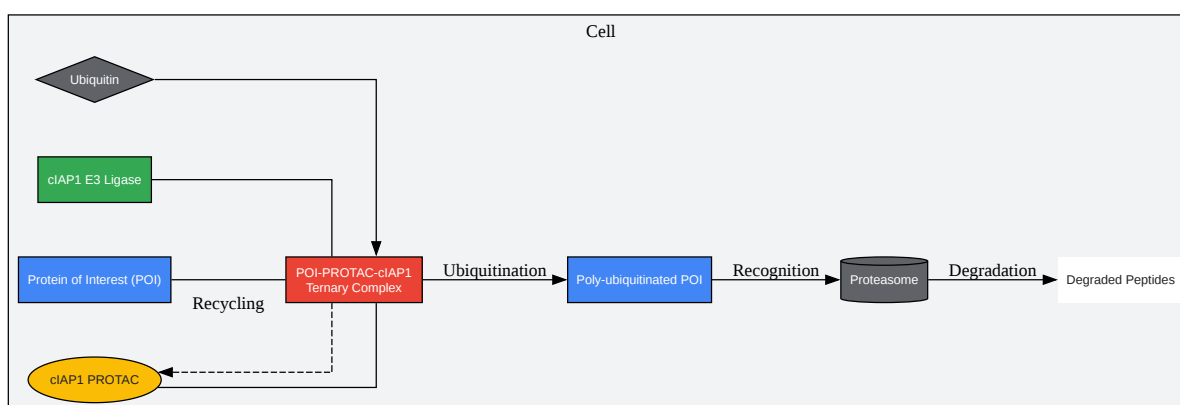 Cell
Ubiquitin
cIAP1 E3 Ligase
Protein of Interest (POI)
Recycling
POI-PROTAC-cIAP1
Ternary Complex
Ubiquitination
Poly-ubiquitinated POI
Recognition
Proteasome
Degradation
Degraded Peptides
cIAP1 PROTAC